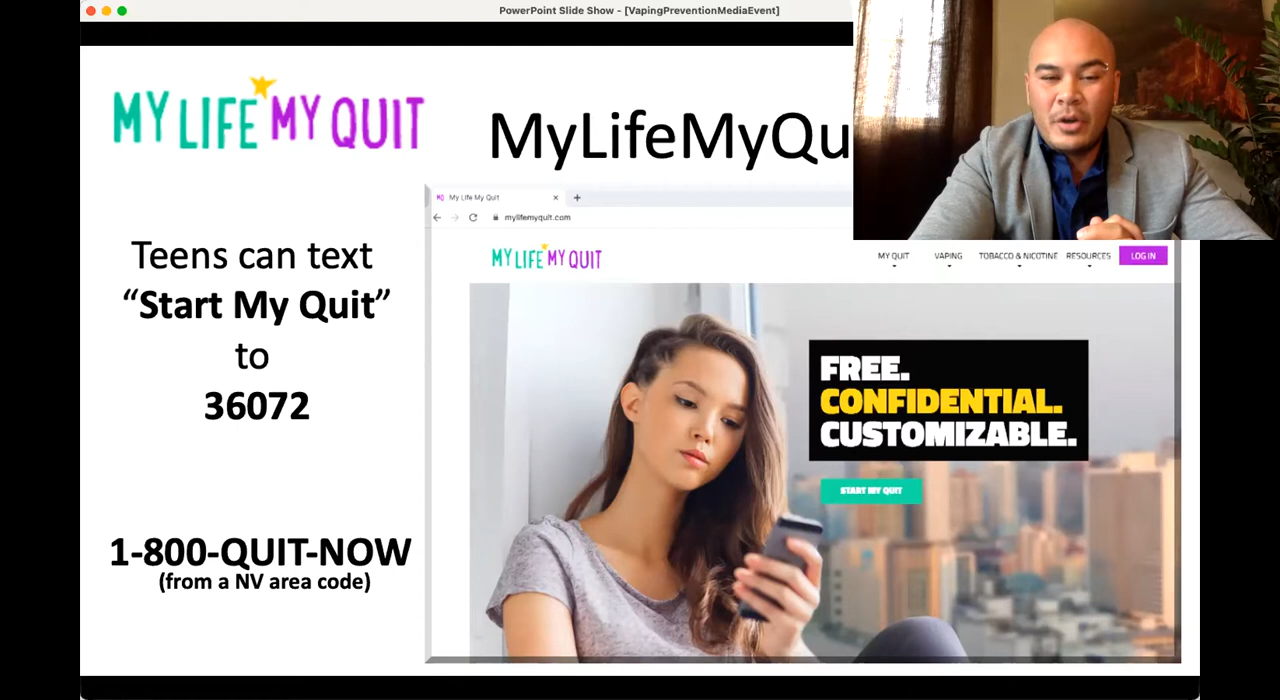 PowerPoint Slide Show - [VapingPreventionMediaEvent]
MY LIFE MY QUIT
MyLifeMyQu
Teens can text
“Start My Quit”
to
36072
1-800-QUIT-NOW
(from a NV area code)
MQ My Life My Quit
mylifemyquit.com
MY LIFE MY QUIT
MY QUIT VAPING TOBACCO & NICOTINE RESOURCES LOG IN
FREE.
CONFIDENTIAL.
CUSTOMIZABLE.
START MY QUIT